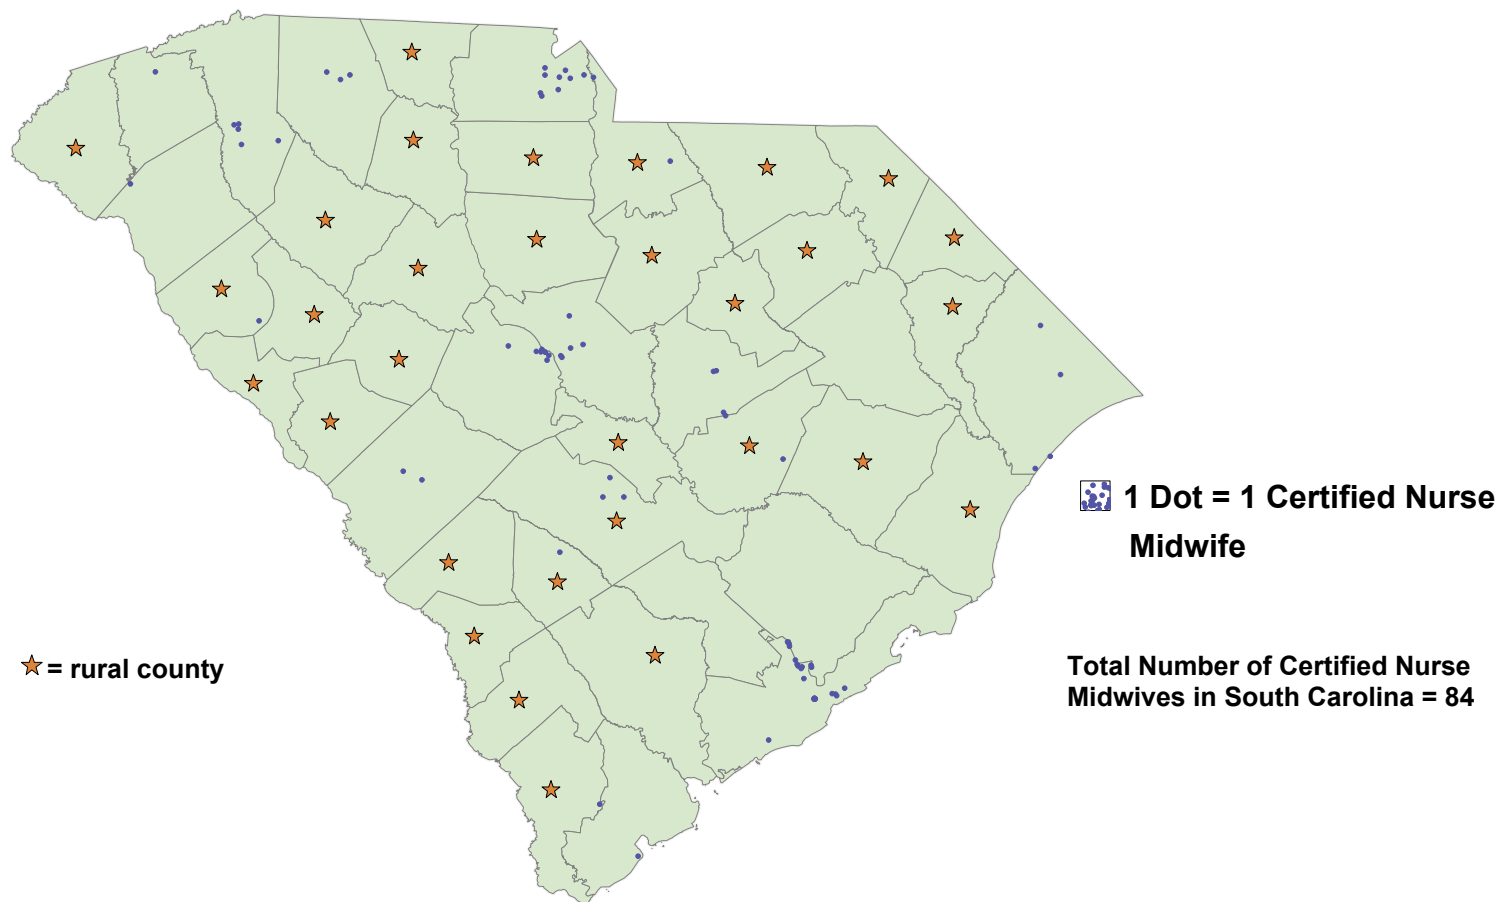 1 Dot = 1 Certified Nurse
Midwife
= rural county
Total Number of Certified Nurse
Midwives in South Carolina = 84